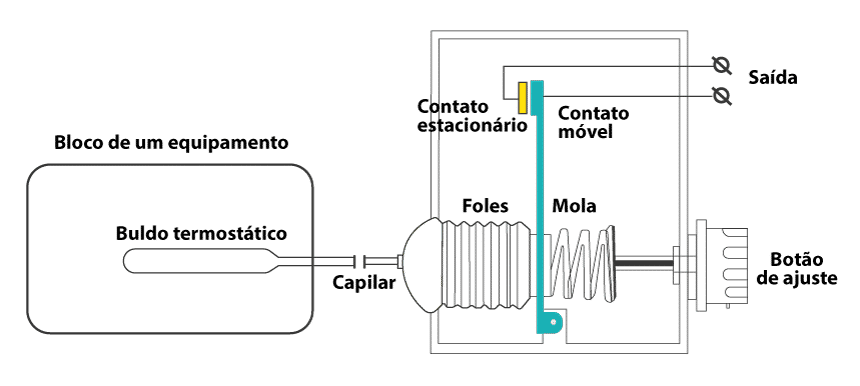 Saída
Contato
estacionário
Contato
móvel
Bloco de um equipamento
Foles
Mola
Buldo termostático
Capilar
Botão
de ajuste